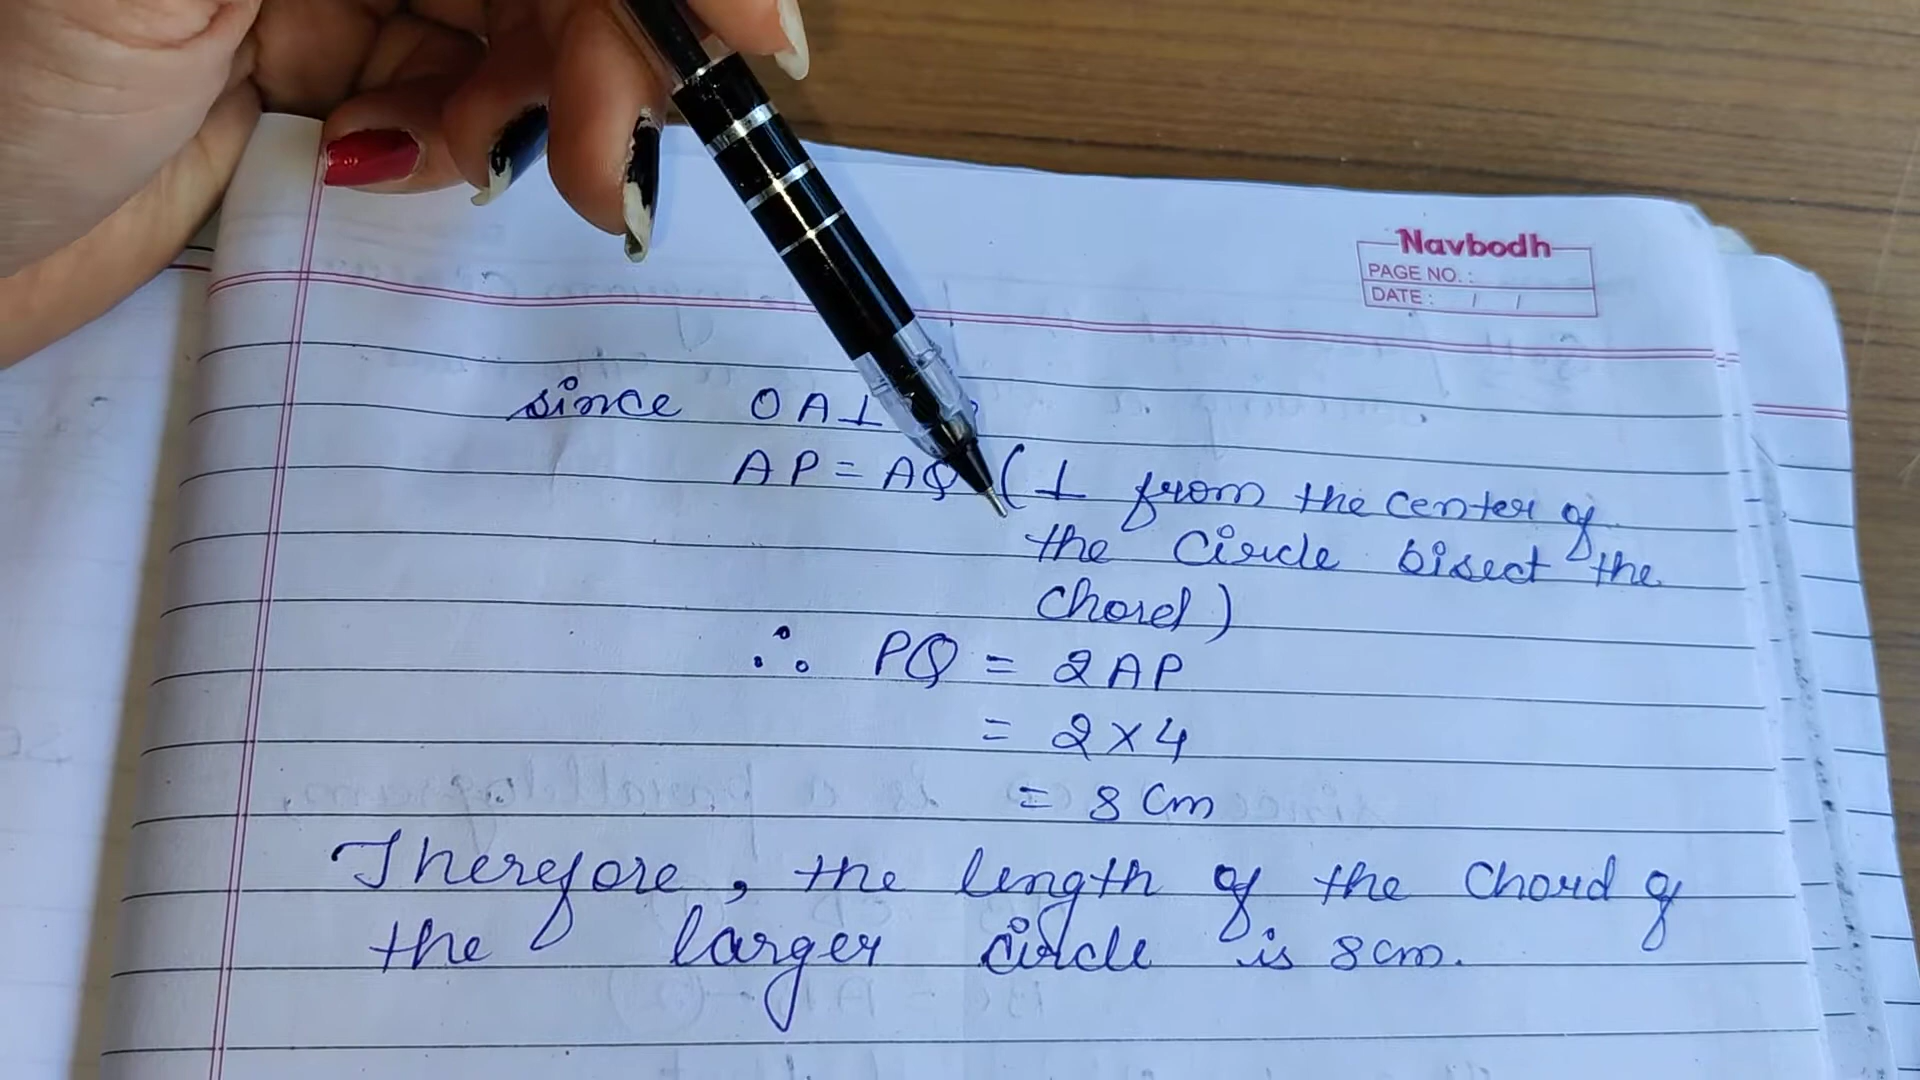 Navbodh
PAGE NO. :
DATE : / /
since OA⊥
AP = AQ (⊥ from the center of
the circle bisect the
chord)
∴ PQ = 2AP
= 2×4
= 8 cm
Therefore, the length of the chord of
the larger circle is 8cm.